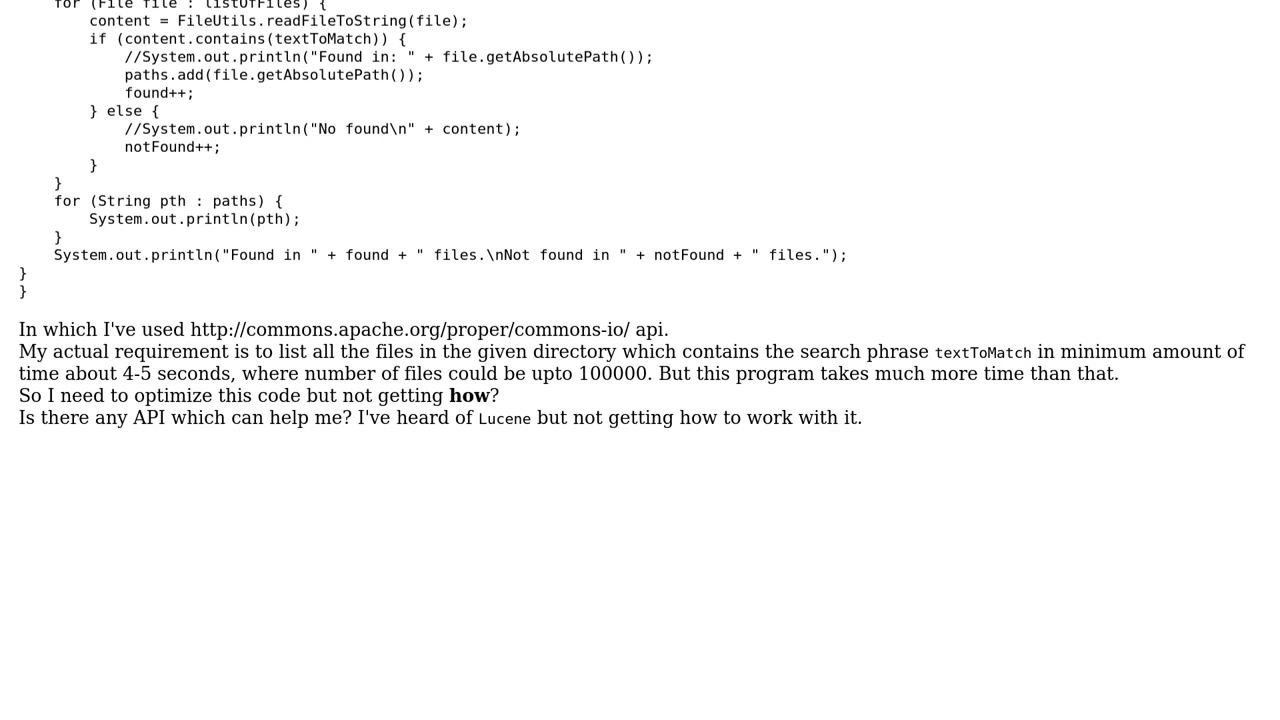 for (File file : listOfFiles) {
content = FileUtils.readFileToString(file);
if (content.contains(textToMatch)) {
//System.out.println("Found in: " + file.getAbsolutePath());
paths.add(file.getAbsolutePath());
found++;
} else {
//System.out.println("No found\n" + content);
notFound++;
}
}
for (String pth : paths) {
System.out.println(pth);
}
System.out.println("Found in " + found + " files.\nNot found in " + notFound + " files.");
}
}
In which I've used http://commons.apache.org/proper/commons-io/ api.
My actual requirement is to list all the files in the given directory which contains the search phrase textToMatch in minimum amount of
time about 4-5 seconds, where number of files could be upto 100000. But this program takes much more time than that.
So I need to optimize this code but not getting how?
Is there any API which can help me? I've heard of Lucene but not getting how to work with it.